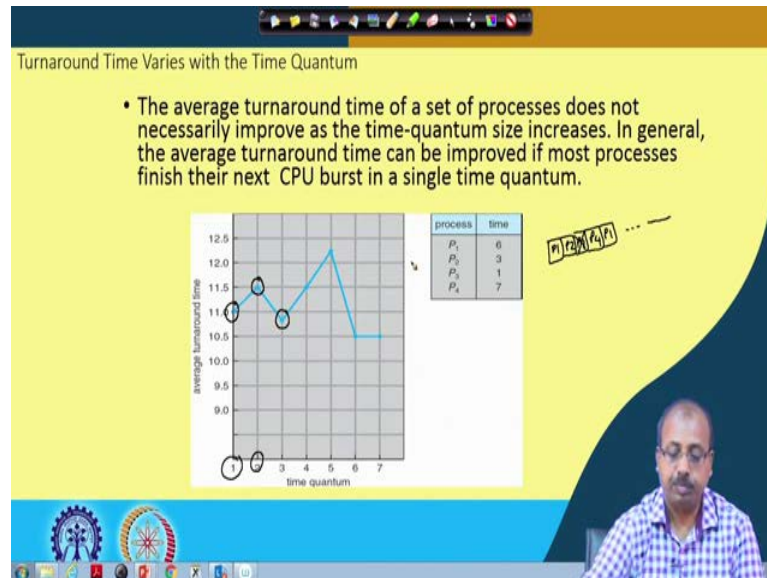 Turnaround Time Varies with the Time Quantum
• The average turnaround time of a set of processes does not
necessarily improve as the time-quantum size increases. In general,
the average turnaround time can be improved if most processes
finish their next CPU burst in a single time quantum.
process time
P1 6
P2 3
P3 1
P4 7
P1 P2 P4 P1 ...
average turnaround time
12.5
12.0
11.5
11.0
10.5
10.0
9.5
9.0
1 2 3 4 5 6 7
time quantum